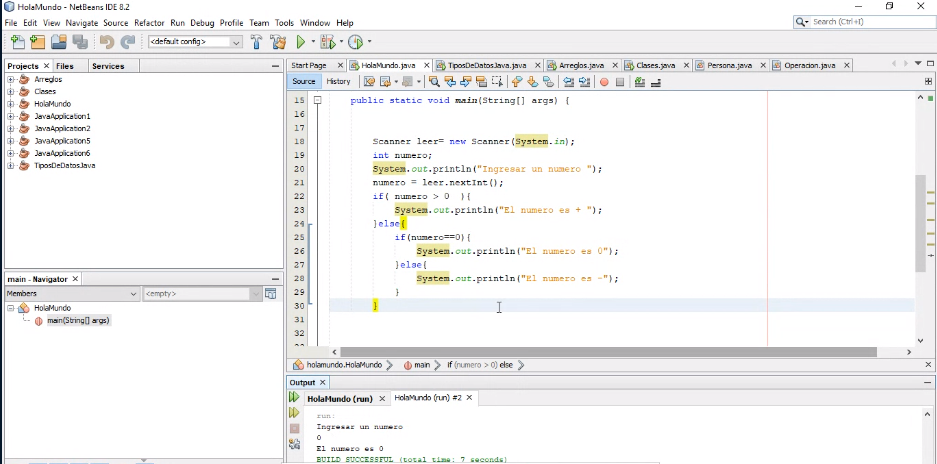 HolaMundo - NetBeans IDE 8.2
File Edit View Navigate Source Refactor Run Debug Profile Team Tools Window Help
Search (Ctrl+I)
<default config>
Projects Files Services
Arreglos
Clases
HolaMundo
JavaApplication1
JavaApplication2
JavaApplication5
JavaApplication6
TiposDeDatosJava
main - Navigator
Members <empty>
HolaMundo
main(String[] args)
Start Page HolaMundo.java TiposDeDatosJava.java Arreglos.java Clases.java Persona.java Operacion.java
Source History
15 public static void main(String[] args) {
16
17
18 Scanner leer= new Scanner(System.in);
19 int numero;
20 System.out.println("Ingresar un numero ");
21 numero = leer.nextInt();
22 if( numero > 0 ){
23 System.out.println("El numero es + ");
24 }else{
25 if(numero==0){
26 System.out.println("El numero es 0");
27 }else{
28 System.out.println("El numero es -");
29 }
30 }
31
32
holamundo.HolaMundo main if (numero > 0) else
Output
HolaMundo (run) HolaMundo (run) #2
run:
Ingresar un numero
0
El numero es 0
BUILD SUCCESSFUL (total time: 7 seconds)